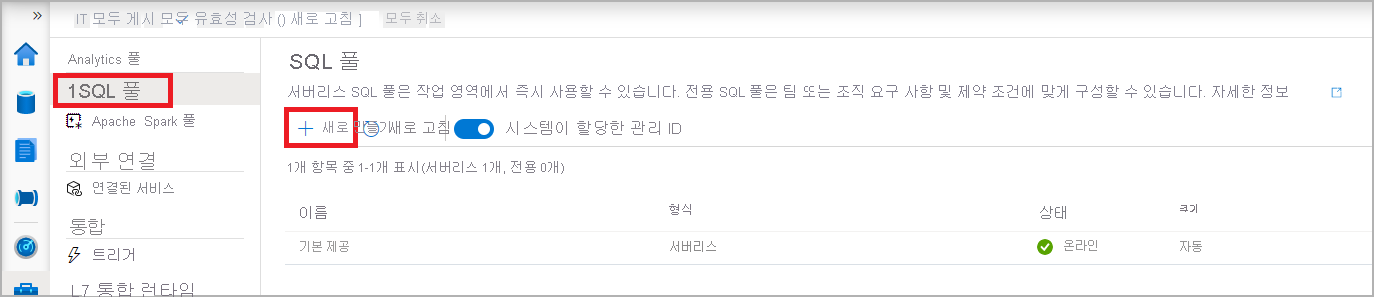 »
IT 모두 게시 모두 유효성 검사 () 새로 고침 ] 모두 취소
Analytics 풀
1SQL 풀
Apache Spark 풀
외부 연결
연결된 서비스
통합
트리거
L7 통합 런타임
SQL 풀
서버리스 SQL 풀은 작업 영역에서 즉시 사용할 수 있습니다. 전용 SQL 풀은 팀 또는 조직 요구 사항 및 제약 조건에 맞게 구성할 수 있습니다. 자세한 정보
+ 새로 만들기 새로 고침 시스템이 할당한 관리 ID
1개 항목 중 1-1개 표시(서버리스 1개, 전용 0개)
이름 형식 상태 크기
기본 제공 서버리스 온라인 자동